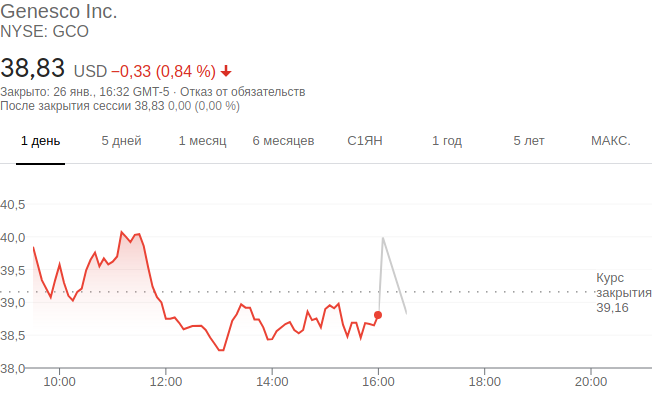 Genesco Inc.
NYSE: GCO
38,83 USD −0,33 (0,84 %)
Закрыто: 26 янв., 16:32 GMT-5 · Отказ от обязательств
После закрытия сессии 38,83 0,00 (0,00 %)
1 день 5 дней 1 месяц 6 месяцев С1ЯН 1 год 5 лет МАКС.
40,5
40,0
39,5
39,0
38,5
38,0
Курс
закрытия
39,16
10:00 12:00 14:00 16:00 18:00 20:00